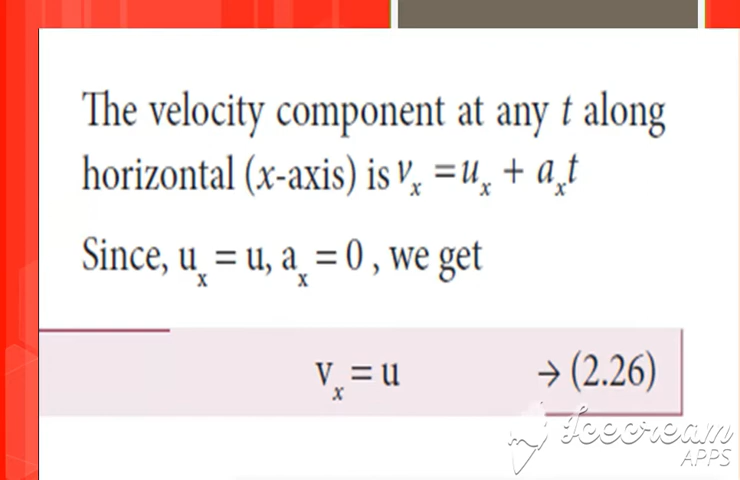 The velocity component at any t along
horizontal (x-axis) is vₓ = uₓ + aₓt
Since, uₓ = u, aₓ = 0 , we get
vₓ = u → (2.26)
Icecream
APPS